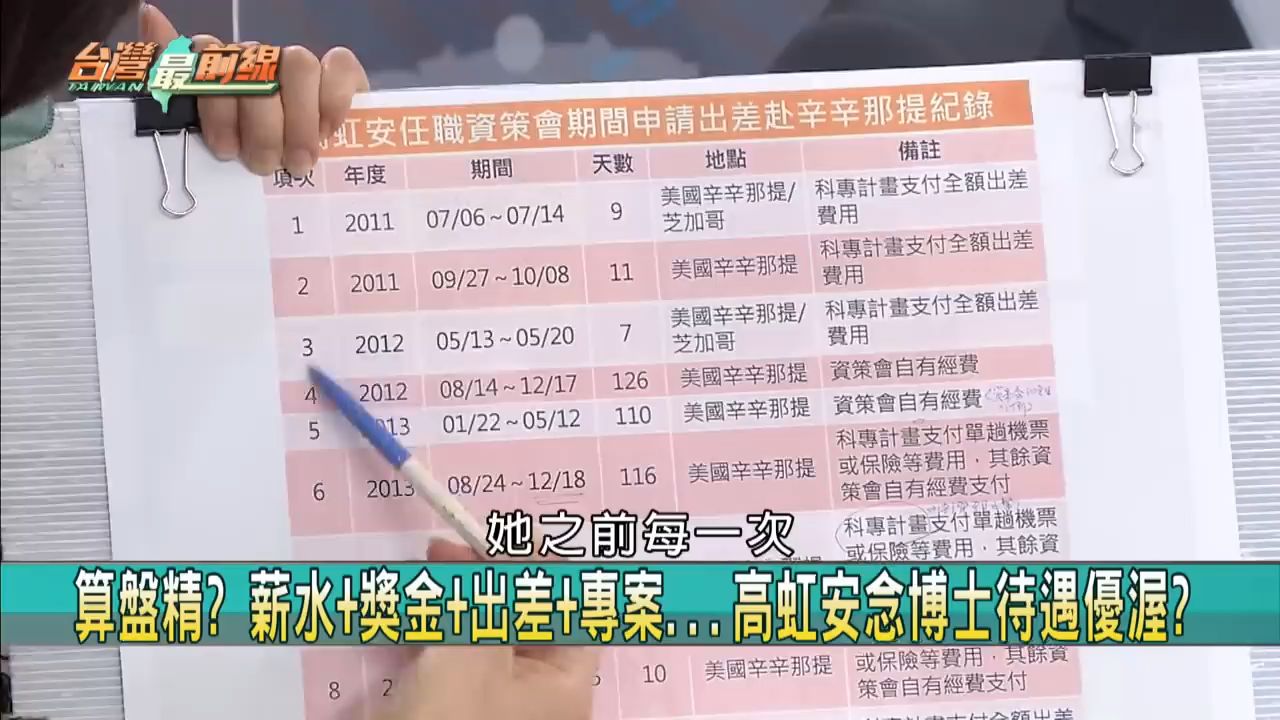 台灣最前線
TAIWAN
虹安任職資策會期間申請出差赴辛辛那提紀錄
項次 年度 期間 天數 地點 備註
1 2011 07/06~07/14 9 美國辛辛那提/芝加哥 科專計畫支付全額出差費用
2 2011 09/27~10/08 11 美國辛辛那提 科專計畫支付全額出差費用
3 2012 05/13~05/20 7 美國辛辛那提/芝加哥 科專計畫支付全額出差費用
4 2012 08/14~12/17 126 美國辛辛那提 資策會自有經費
5 13 01/22~05/12 110 美國辛辛那提 資策會自有經費
6 2013 08/24~12/18 116 美國辛辛那提 科專計畫支付單趟機票或保險等費用，其餘資策會自有經費支付
科專計畫支付單趟機票
或保險等費用，其餘資
她之前每一次
算盤精? 薪水+獎金+出差+專案...高虹安念博士待遇優渥?
8 2 10 美國辛辛那提 或保險等費用，其餘資策會自有經費支付